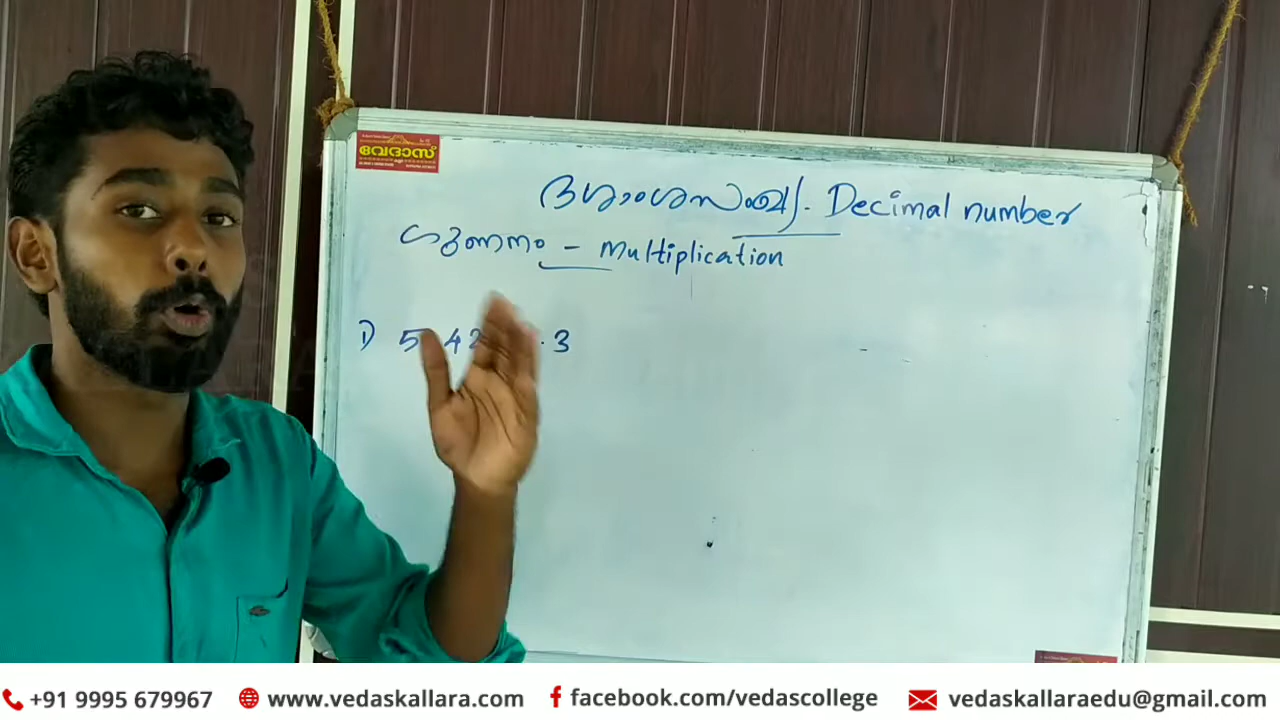 വേദാസ്
ദശാംശസംഖ്യ. Decimal number
ഗുണനം - Multiplication
1) 5 42 .3
+91 9995 679967 www.vedaskallara.com facebook.com/vedascollege vedaskallaraedu@gmail.com